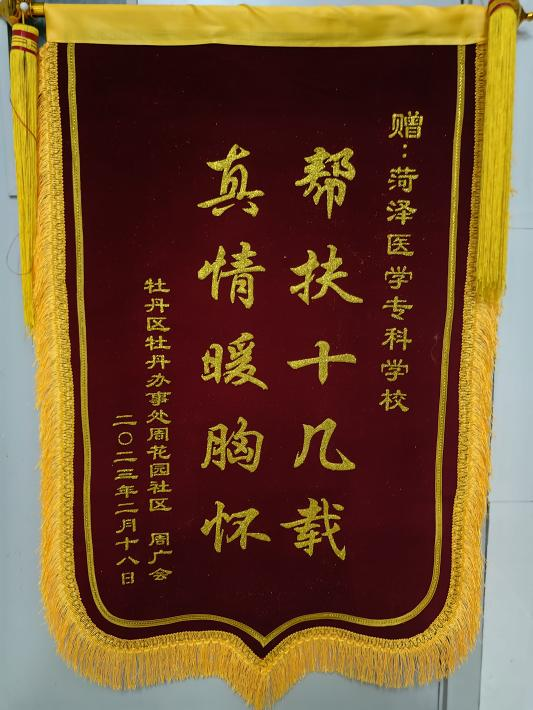 赠：菏泽医学专科学校
帮扶十几载
真情暖胸怀
牡丹区牡丹办事处周花园社区 周广会
二〇二三年二月十八日